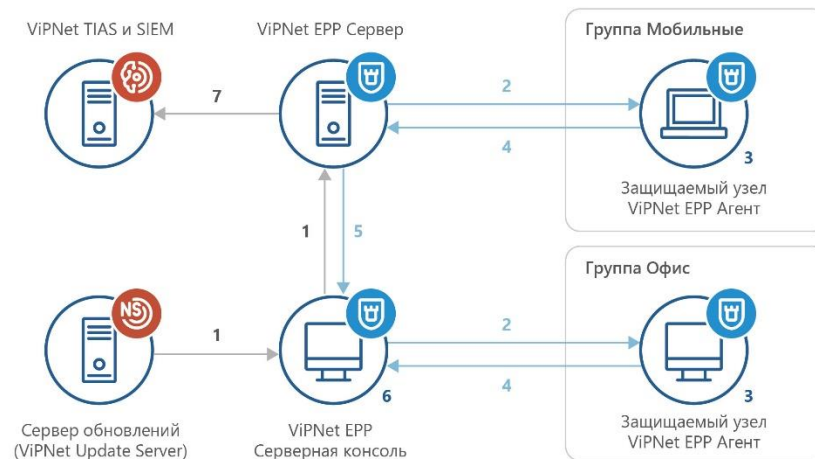 ViPNet TIAS и SIEM
ViPNet EPP Сервер
Группа Мобильные
7
2
4
3
Защищаемый узел
ViPNet EPP Агент
1
5
Группа Офис
NS
1
2
4
6
3
Сервер обновлений
(ViPNet Update Server)
ViPNet EPP
Серверная консоль
Защищаемый узел
ViPNet EPP Агент